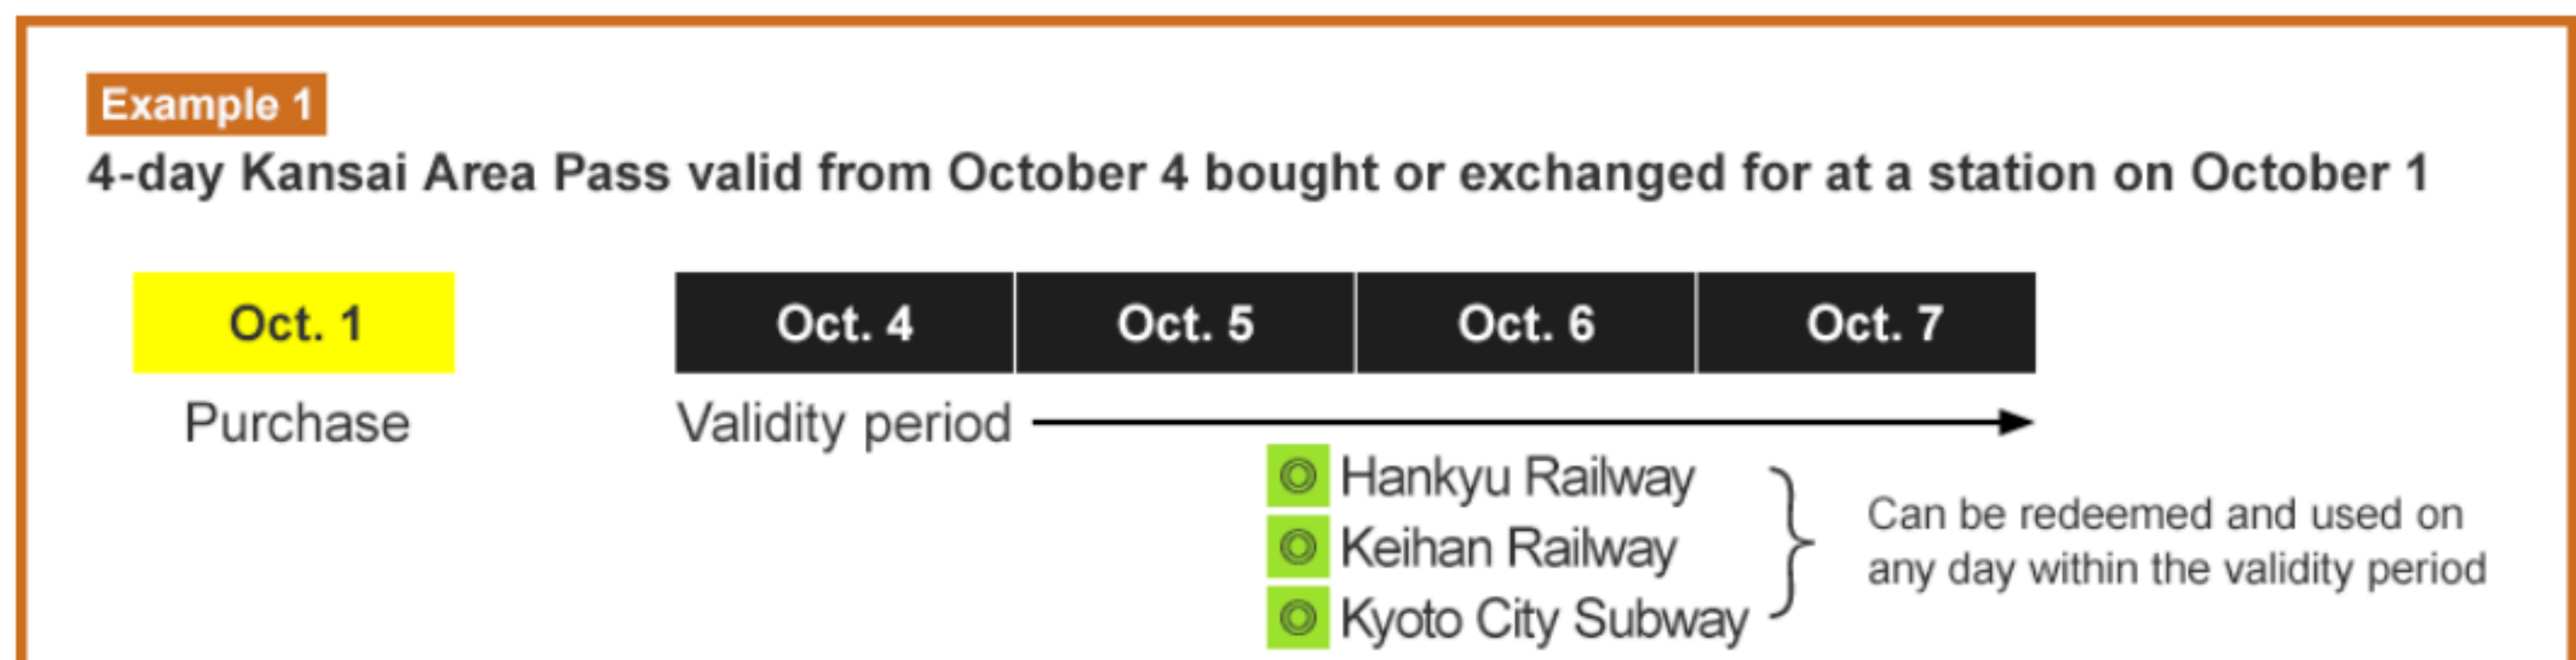 Example 1
4-day Kansai Area Pass valid from October 4 bought or exchanged for at a station on October 1
Oct. 1
Oct. 4
Oct. 5
Oct. 6
Oct. 7
Purchase
Validity period
◎ Hankyu Railway
◎ Keihan Railway
◎ Kyoto City Subway
Can be redeemed and used on
any day within the validity period